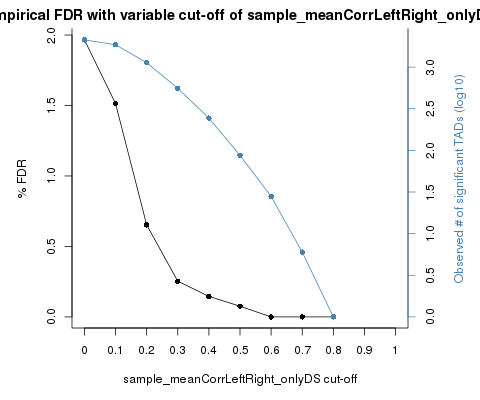 mpirical FDR with variable cut-off of sample_meanCorrLeftRight_onlyD
2.0
1.5
1.0
0.5
0.0
% FDR
3.0
2.5
2.0
1.5
1.0
0.5
0.0
Observed # of significant TADs (log10)
0 0.1 0.2 0.3 0.4 0.5 0.6 0.7 0.8 0.9 1
sample_meanCorrLeftRight_onlyDS cut-off